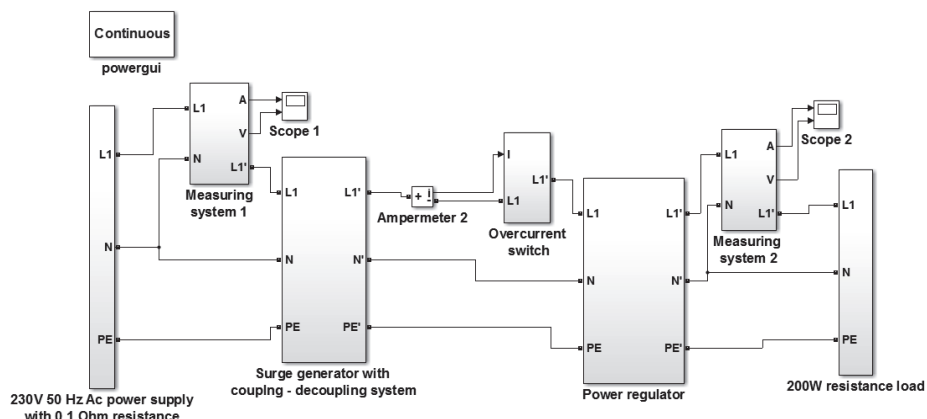 Continuous
powergui
L1
N
PE
230V 50 Hz Ac power supply
with 0.1 Ohm resistance
L1
N
A
V
L1'
Measuring
system 1
Scope 1
L1
N
PE
L1'
N'
PE'
Surge generator with
couplng - decoupling system
+
i
-
Ampermeter 2
I
L1
L1'
Overcurrent
switch
L1
N
PE
L1'
N'
PE'
Power regulator
L1
N
A
V
L1'
Measuring
system 2
Scope 2
L1
N
PE
200W resistance load